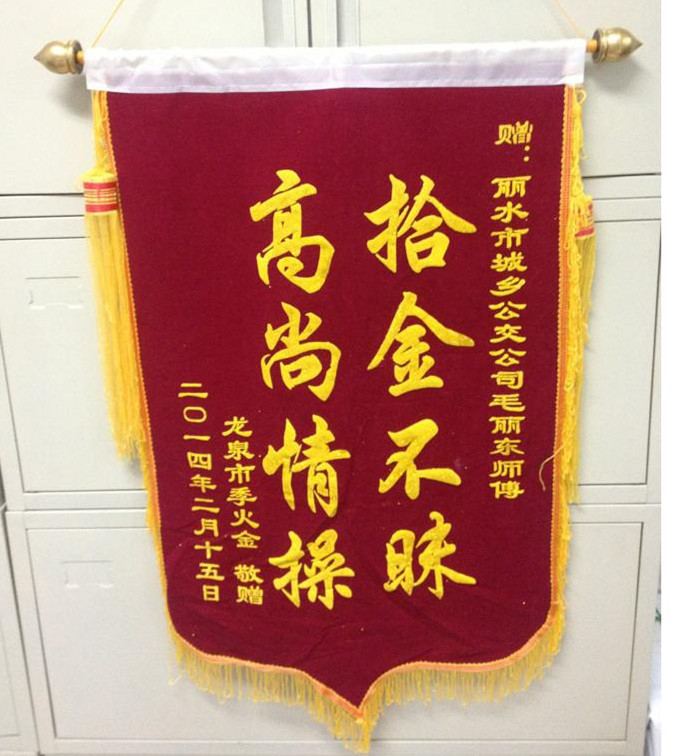 赠：丽水市城乡公交公司毛丽东师傅
拾金不昧
高尚情操
龙泉市季火金 敬赠
二〇一四年二月十五日